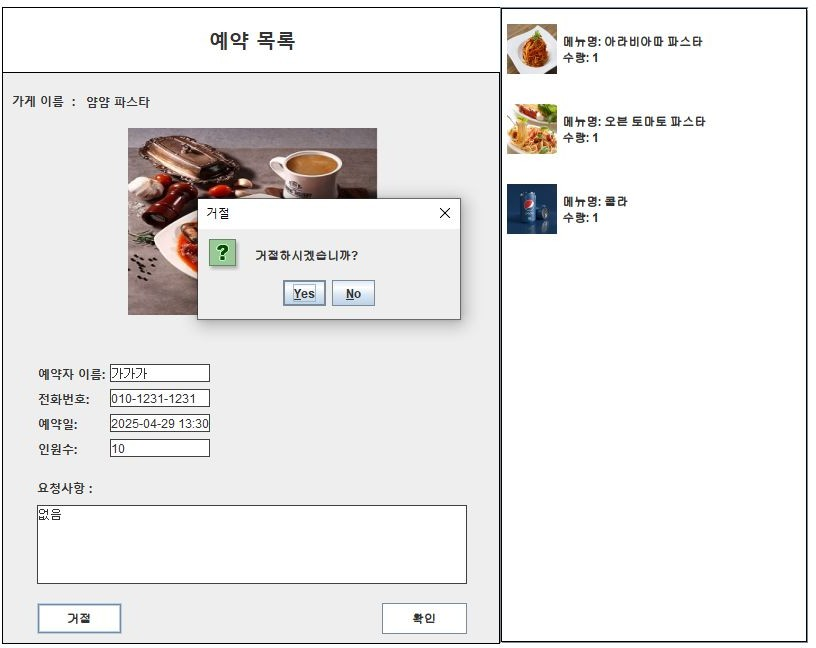 예약 목록
가게 이름 : 얌얌 파스타
거절
거절하시겠습니까?
Yes
No
예약자 이름: 가가가
전화번호: 010-1231-1231
예약일: 2025-04-29 13:30
인원수: 10
요청사항 :
없음
거절
확인
메뉴명: 아라비아따 파스타
수량: 1
메뉴명: 오븐 토마토 파스타
수량: 1
메뉴명: 콜라
수량: 1